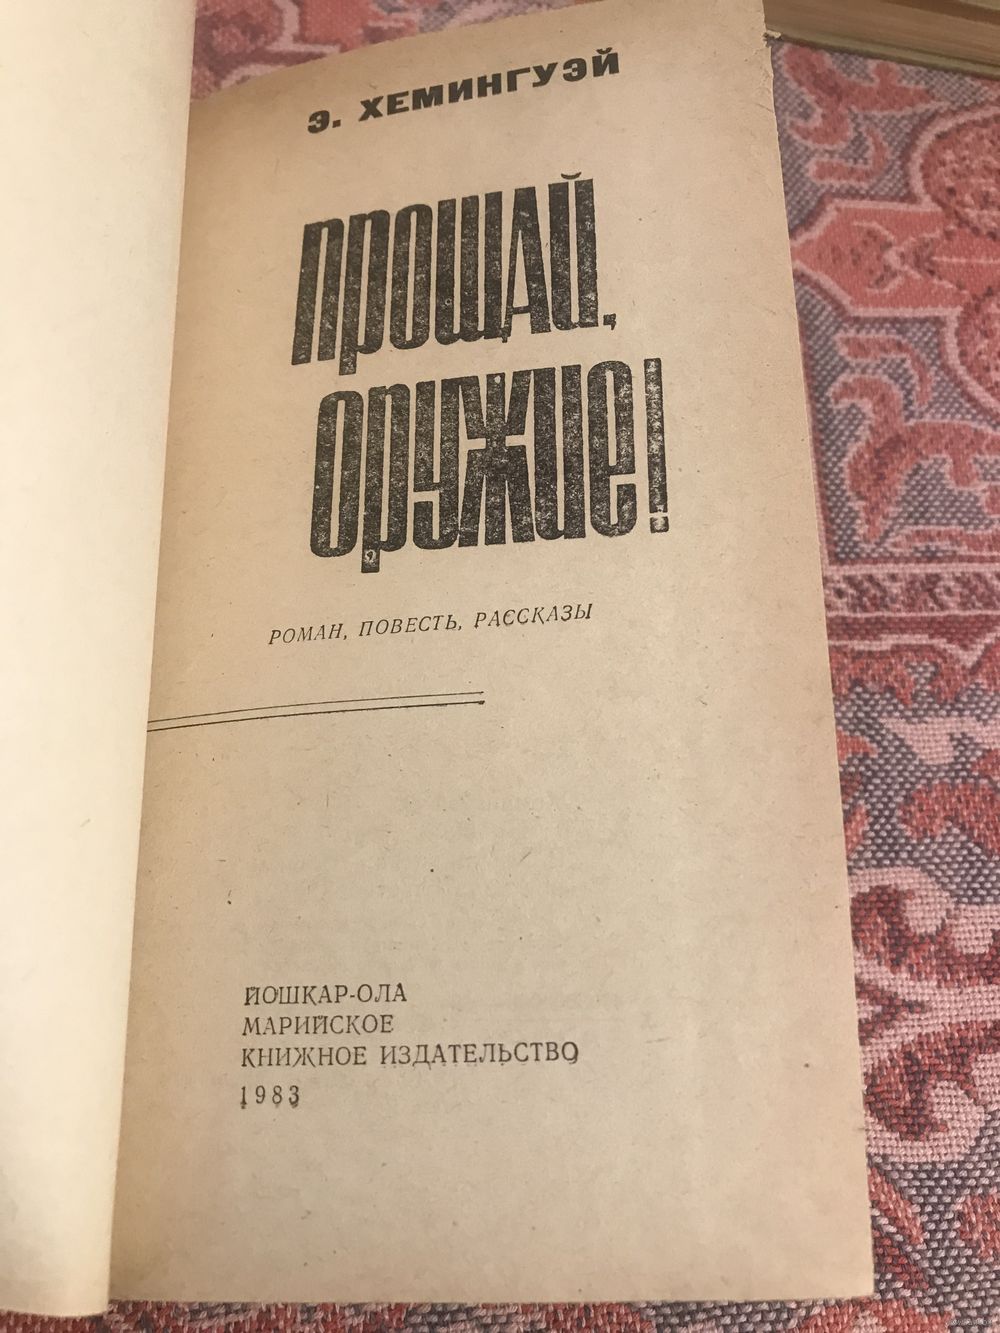 Э. ХЕМИНГУЭЙ
ПРОЩАЙ,
ОРУЖИЕ!
РОМАН, ПОВЕСТЬ, РАССКАЗЫ
ЙОШКАР-ОЛА
МАРИЙСКОЕ
КНИЖНОЕ ИЗДАТЕЛЬСТВО
1983